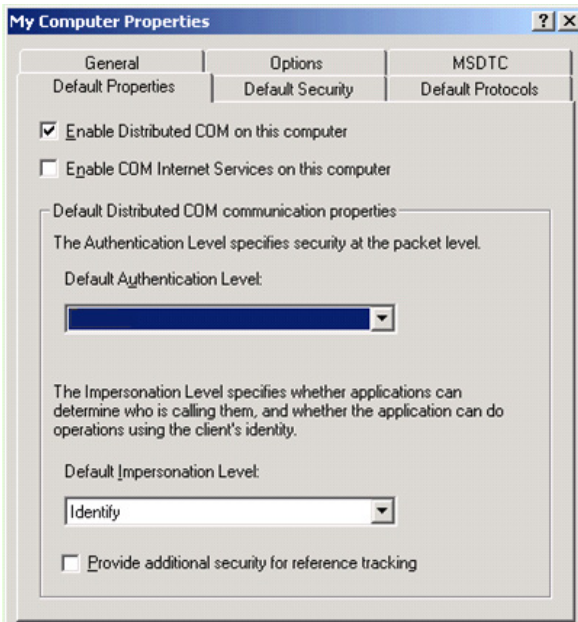 My Computer Properties
General Options MSDTC
Default Properties Default Security Default Protocols
Enable Distributed COM on this computer
Enable COM Internet Services on this computer
Default Distributed COM communication properties
The Authentication Level specifies security at the packet level.
Default Authentication Level:
The Impersonation Level specifies whether applications can
determine who is calling them, and whether the application can do
operations using the client's identity.
Default Impersonation Level:
Identify
Provide additional security for reference tracking